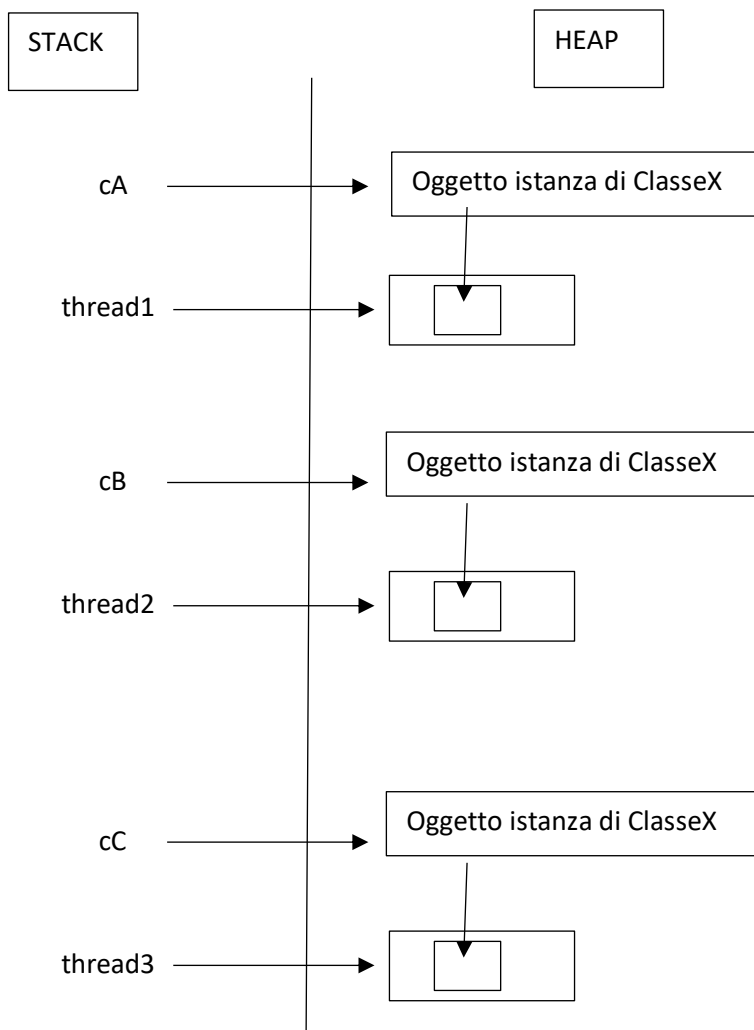 STACK
HEAP
cA
Oggetto istanza di ClasseX
thread1
cB
Oggetto istanza di ClasseX
thread2
cC
Oggetto istanza di ClasseX
thread3